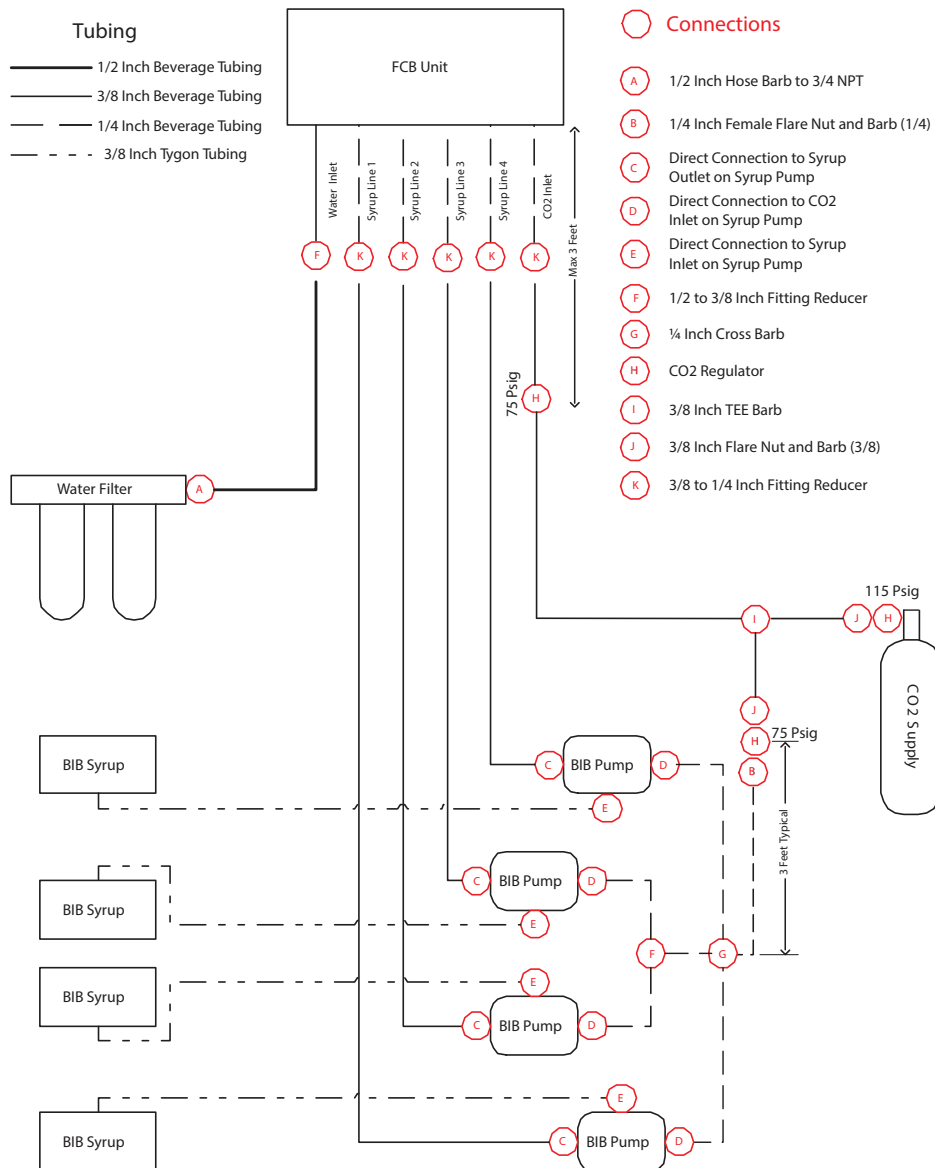 Tubing
1/2 Inch Beverage Tubing
3/8 Inch Beverage Tubing
1/4 Inch Beverage Tubing
3/8 Inch Tygon Tubing
FCB Unit
Connections
A 1/2 Inch Hose Barb to 3/4 NPT
B 1/4 Inch Female Flare Nut and Barb (1/4)
C Direct Connection to Syrup
Outlet on Syrup Pump
D Direct Connection to CO2
Inlet on Syrup Pump
E Direct Connection to Syrup
Inlet on Syrup Pump
F 1/2 to 3/8 Inch Fitting Reducer
G ¼ Inch Cross Barb
H CO2 Regulator
I 3/8 Inch TEE Barb
J 3/8 Inch Flare Nut and Barb (3/8)
K 3/8 to 1/4 Inch Fitting Reducer
Water Inlet
Syrup Line 1
Syrup Line 2
Syrup Line 3
Syrup Line 4
CO2 Inlet
Max 3 Feet
F
K
K
K
K
K
75 Psig
H
Water Filter
A
115 Psig
I
J
H
CO2 Supply
J
H
75 Psig
B
3 Feet Typical
BIB Syrup
C
BIB Pump
D
E
BIB Syrup
C
BIB Pump
D
E
F
G
BIB Syrup
E
C
BIB Pump
D
BIB Syrup
E
C
BIB Pump
D